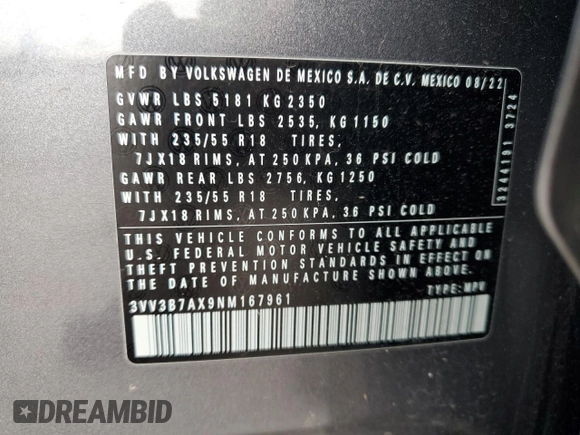 MFD BY VOLKSWAGEN DE MEXICO S.A. DE C.V. MEXICO 08/22
GVWR LBS 5181 KG 2350
GAWR FRONT LBS 2535, KG 1150
WITH 235/55 R18 TIRES,
7JX18 RIMS, AT 250 KPA, 36 PSI COLD
GAWR REAR LBS 2756, KG 1250
WITH 235/55 R18 TIRES,
7JX18 RIMS, AT 250 KPA, 36 PSI COLD
THIS VEHICLE CONFORMS TO ALL APPLICABLE
U.S. FEDERAL MOTOR VEHICLE SAFETY AND
THEFT PREVENTION STANDARDS IN EFFECT ON
THE DATE OF MANUFACTURE SHOWN ABOVE.
3VV3B7AX9NM167961 TYPE: MPV
3244191 3724
DREAMBID